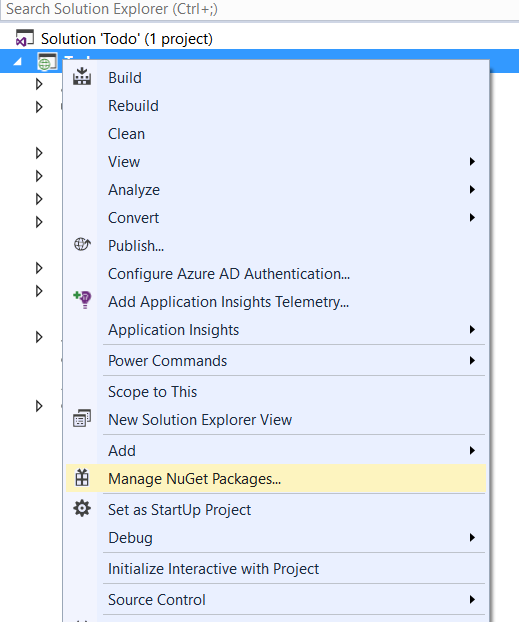 Search Solution Explorer (Ctrl+;)
Solution 'Todo' (1 project)
Build
Rebuild
Clean
View
Analyze
Convert
Publish...
Configure Azure AD Authentication...
Add Application Insights Telemetry...
Application Insights
Power Commands
Scope to This
New Solution Explorer View
Add
Manage NuGet Packages...
Set as StartUp Project
Debug
Initialize Interactive with Project
Source Control